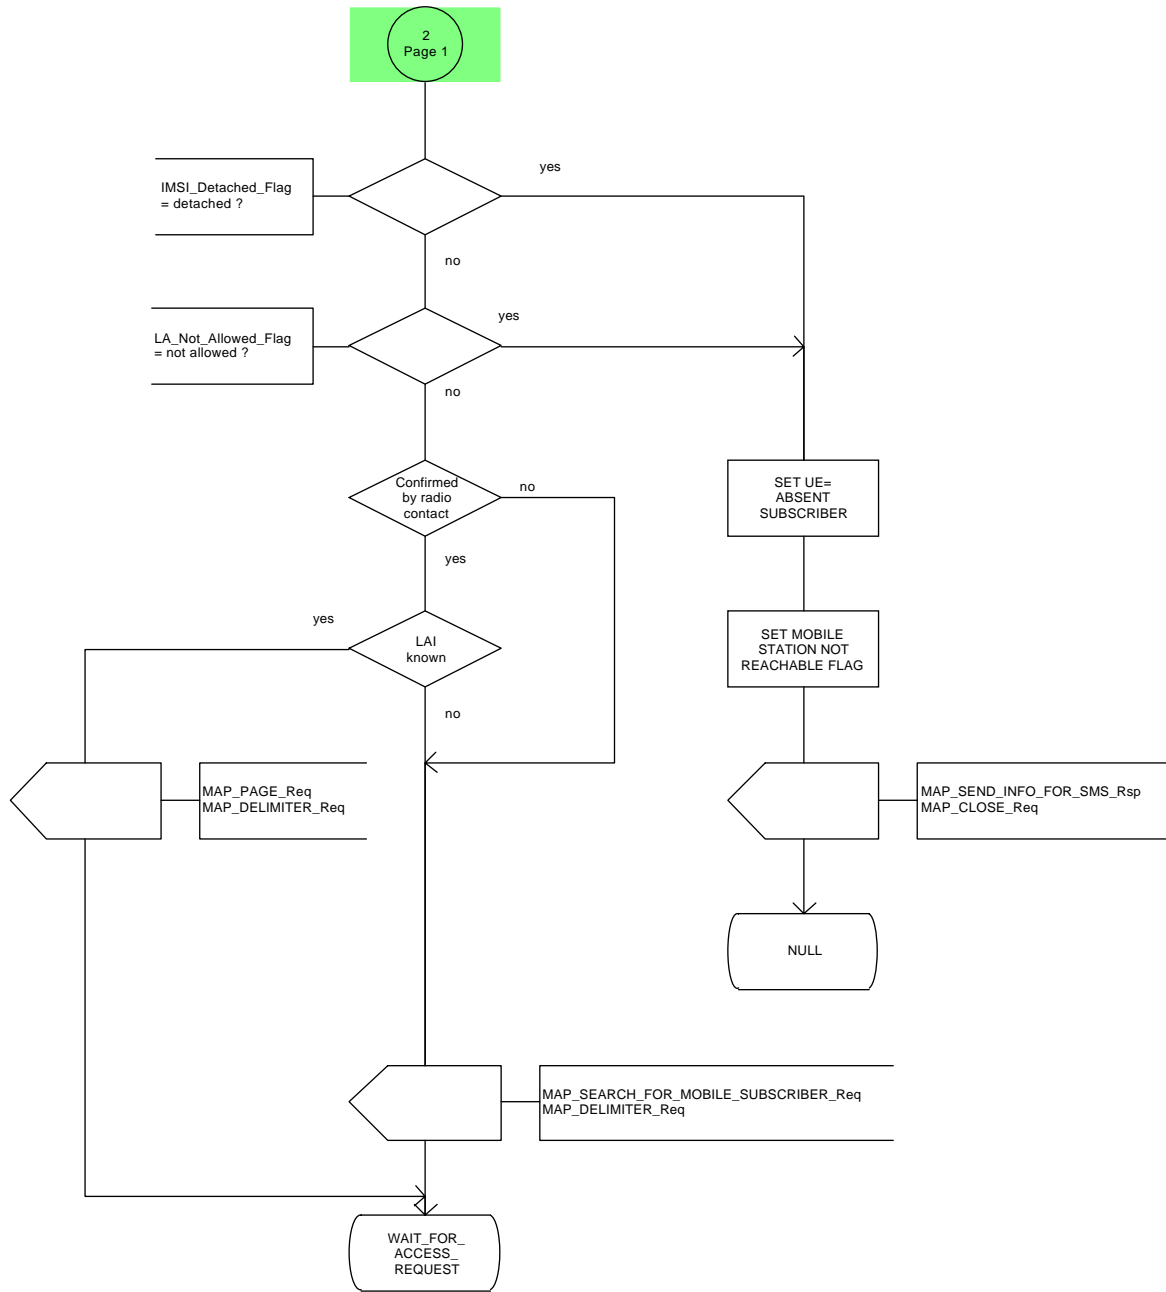 2
Page 1
yes
IMSI_Detached_Flag
= detached ?
no
yes
LA_Not_Allowed_Flag
= not allowed ?
no
Confirmed
by radio
contact
no
yes
SET UE=
ABSENT
SUBSCRIBER
yes
LAI
known
no
SET MOBILE
STATION NOT
REACHABLE FLAG
MAP_PAGE_Req
MAP_DELIMITER_Req
MAP_SEND_INFO_FOR_SMS_Rsp
MAP_CLOSE_Req
NULL
MAP_SEARCH_FOR_MOBILE_SUBSCRIBER_Req
MAP_DELIMITER_Req
WAIT_FOR_
ACCESS_
REQUEST